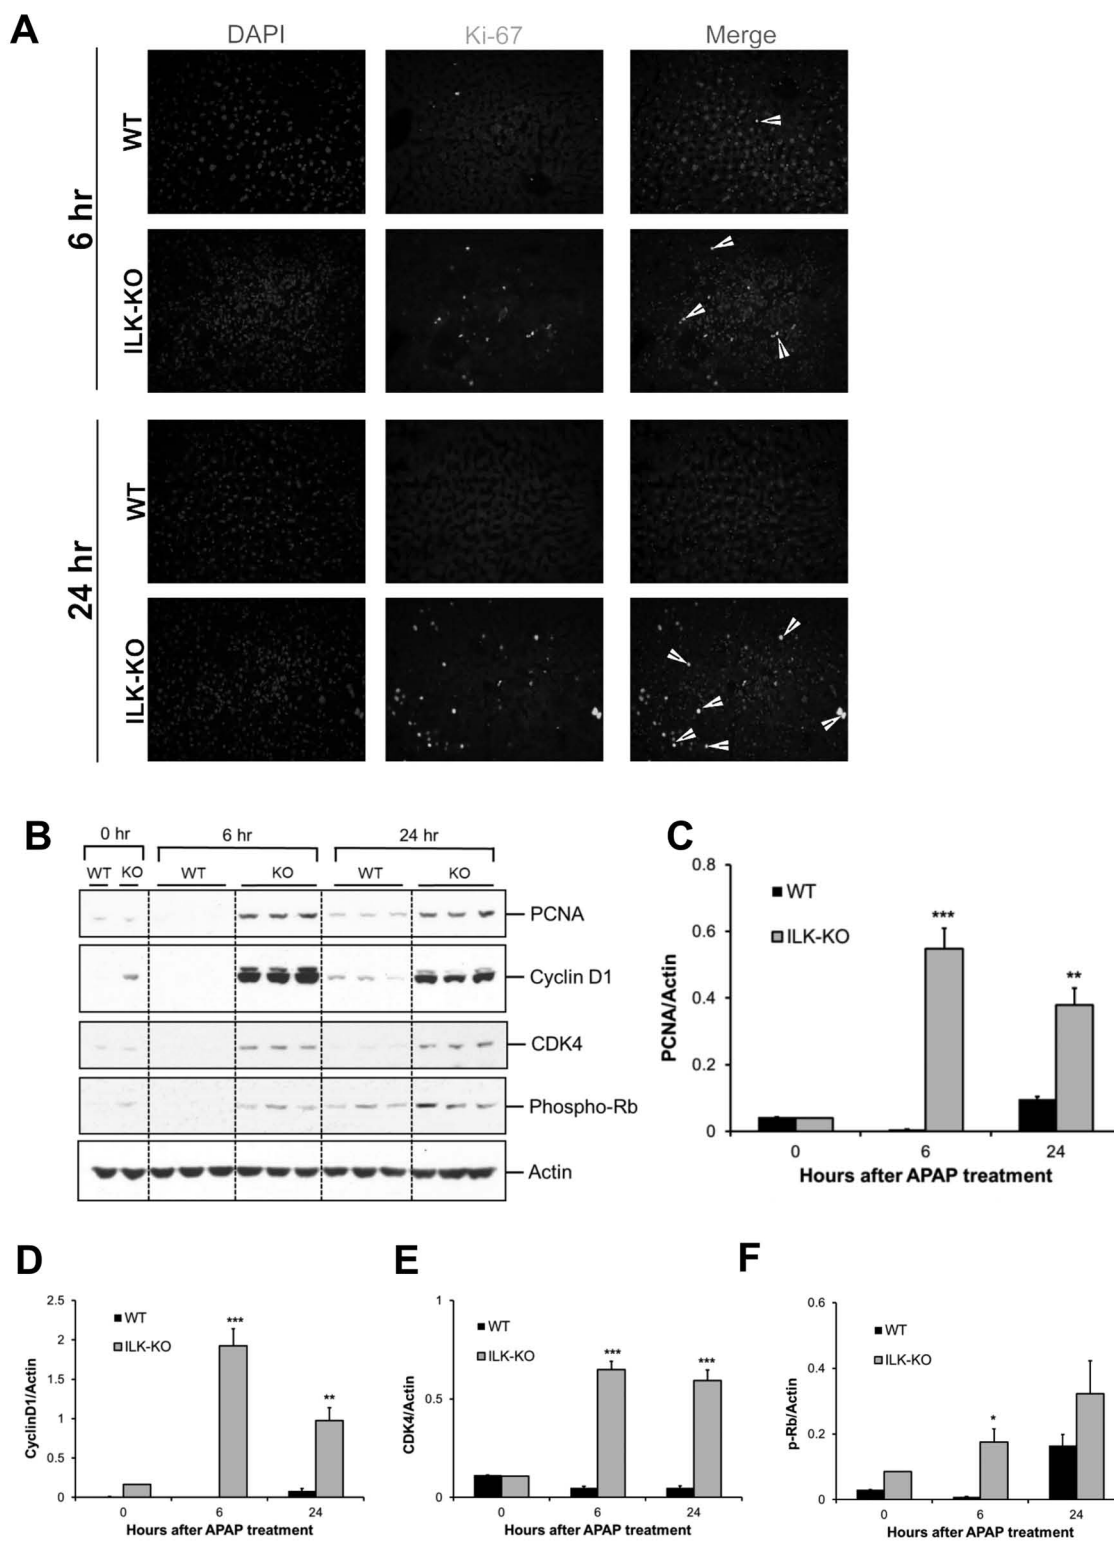 A
DAPI
Ki-67
Merge
6 hr
WT
ILK-KO
24 hr
WT
ILK-KO
B
0 hr
6 hr
24 hr
WT
KO
WT
KO
WT
KO
PCNA
Cyclin D1
CDK4
Phospho-Rb
Actin
C
0.8
0.6
0.4
0.2
0
PCNA/Actin
WT
ILK-KO
***
**
0
6
24
Hours after APAP treatment
D
2.5
2
1.5
1
0.5
0
CyclinD1/Actin
WT
ILK-KO
***
**
0
6
24
Hours after APAP treatment
E
1
0.5
0
CDK4/Actin
WT
ILK-KO
***
***
0
6
24
Hours after APAP treatment
F
0.6
0.4
0.2
0
p-Rb/Actin
WT
ILK-KO
*
0
6
24
Hours after APAP treatment